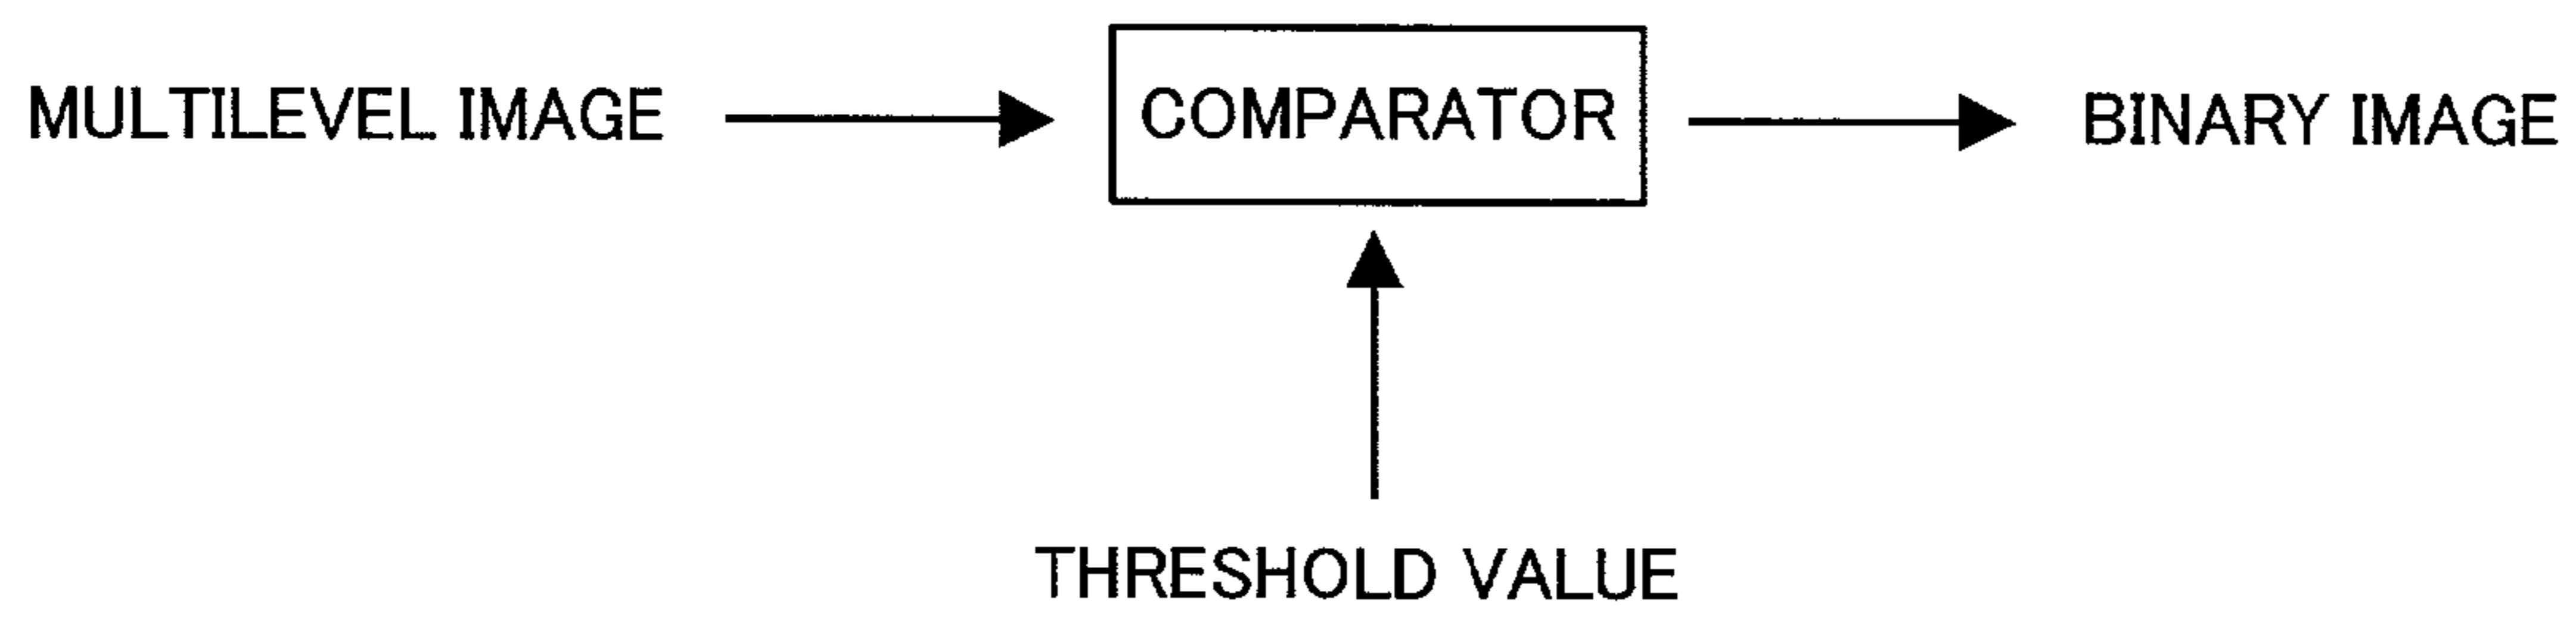 MULTILEVEL IMAGE
COMPARATOR
BINARY IMAGE
THRESHOLD VALUE